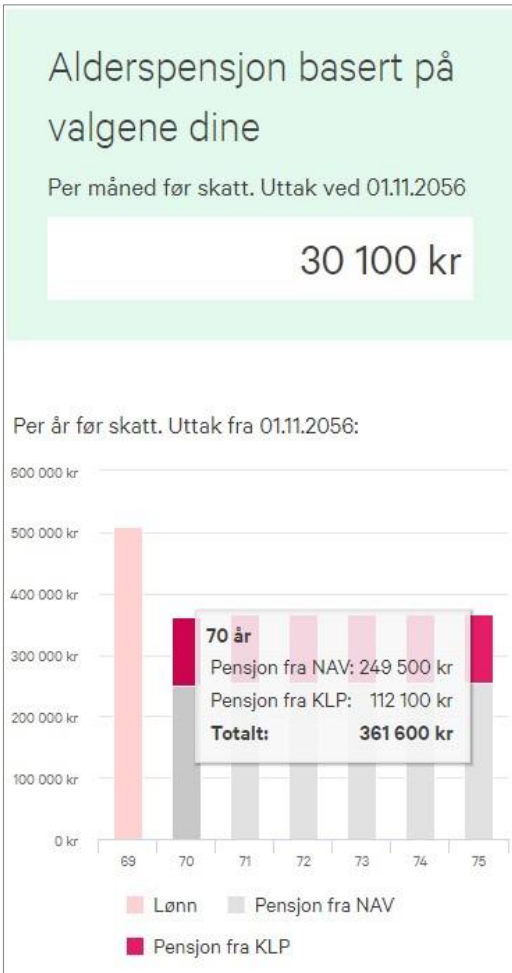 Alderspensjon basert på
valgene dine
Per måned før skatt. Uttak ved 01.11.2056
30 100 kr
Per år før skatt. Uttak fra 01.11.2056:
600 000 kr
500 000 kr
400 000 kr
300 000 kr
200 000 kr
100 000 kr
0 kr
70 år
Pensjon fra NAV: 249 500 kr
Pensjon fra KLP: 112 100 kr
Totalt: 361 600 kr
69 70 71 72 73 74 75
Lønn Pensjon fra NAV
Pensjon fra KLP